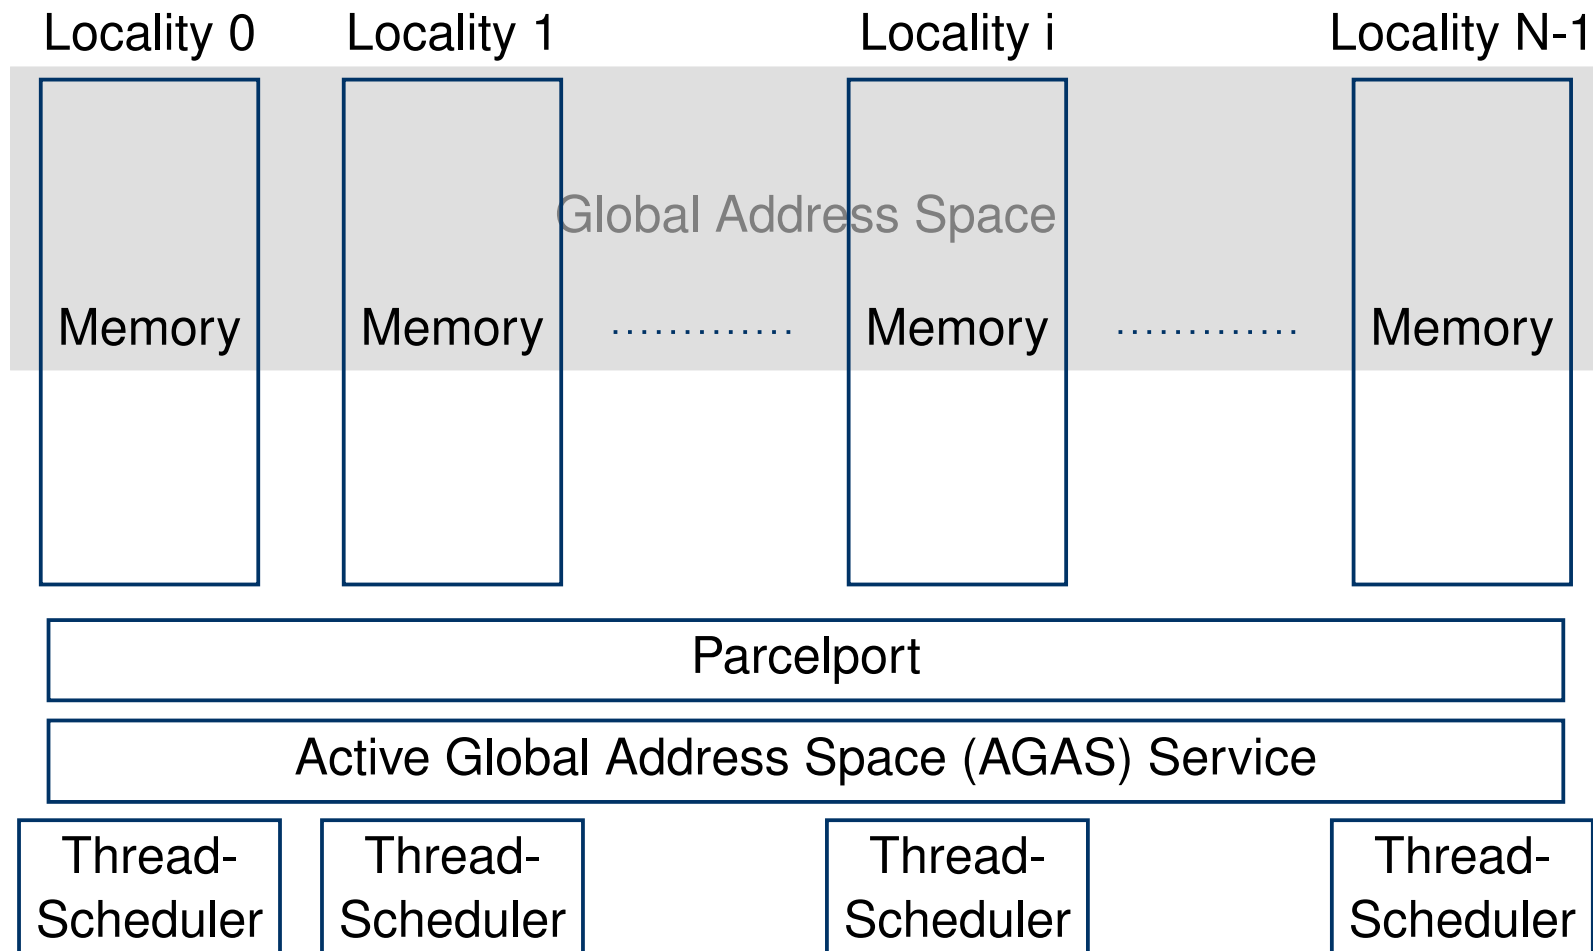 Locality 0 Locality 1 Locality i Locality N-1
Global Address Space
Memory Memory ............. Memory ............. Memory
Parcelport
Active Global Address Space (AGAS) Service
Thread- Thread- Thread- Thread-
Scheduler Scheduler Scheduler Scheduler